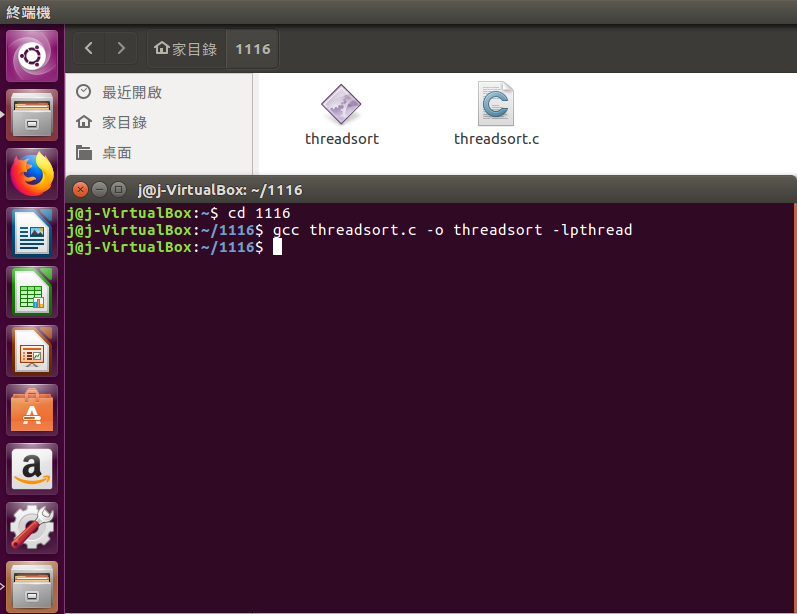 終端機
家目錄 1116
最近開啟
家目錄
桌面
threadsort threadsort.c
j@j-VirtualBox: ~/1116
j@j-VirtualBox:~$ cd 1116
j@j-VirtualBox:~/1116$ gcc threadsort.c -o threadsort -lpthread
j@j-VirtualBox:~/1116$